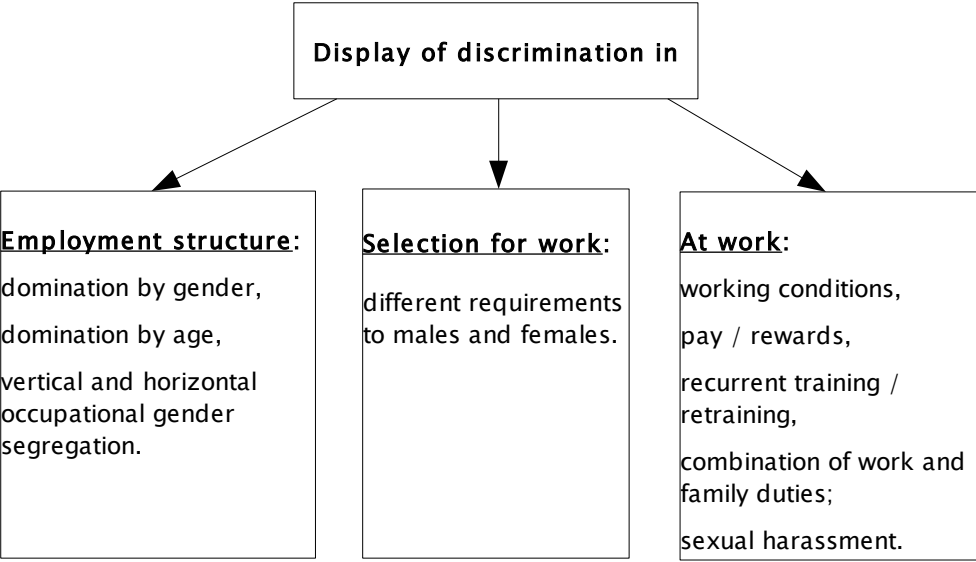 Display of discrimination in
Employment structure:
domination by gender,
domination by age,
vertical and horizontal
occupational gender
segregation.
Selection for work:
different requirements
to males and females.
At work:
working conditions,
pay / rewards,
recurrent training /
retraining,
combination of work and
family duties;
sexual harassment.